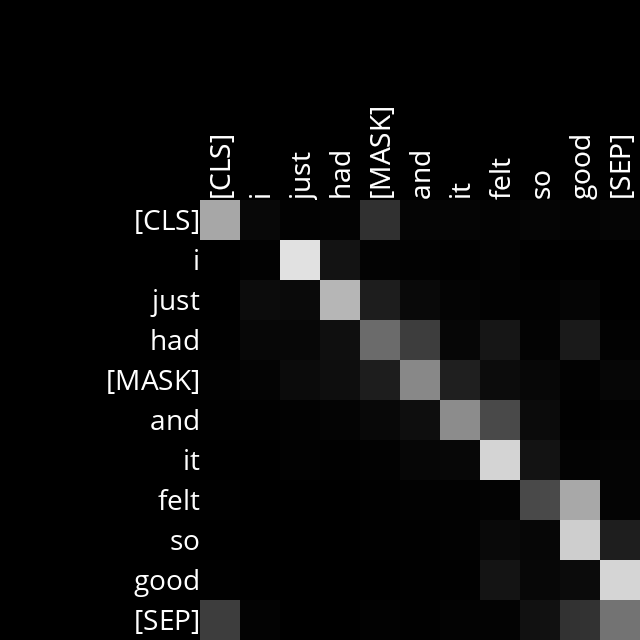 [CLS] i just had [MASK] and it felt so good [SEP]
[CLS]
i
just
had
[MASK]
and
it
felt
so
good
[SEP]